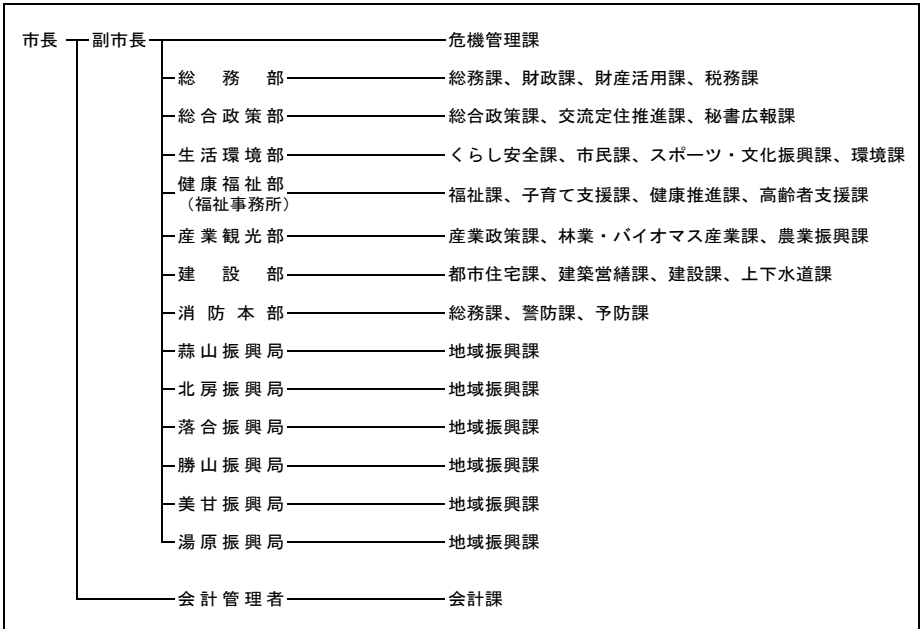 市長 副市長 危機管理課
総務部 総務課、財政課、財産活用課、税務課
総合政策部 総合政策課、交流定住推進課、秘書広報課
生活環境部 くらし安全課、市民課、スポーツ・文化振興課、環境課
健康福祉部
（福祉事務所） 福祉課、子育て支援課、健康推進課、高齢者支援課
産業観光部 産業政策課、林業・バイオマス産業課、農業振興課
建設部 都市住宅課、建築営繕課、建設課、上下水道課
消防本部 総務課、警防課、予防課
蒜山振興局 地域振興課
北房振興局 地域振興課
落合振興局 地域振興課
勝山振興局 地域振興課
美甘振興局 地域振興課
湯原振興局 地域振興課
会計管理者 会計課